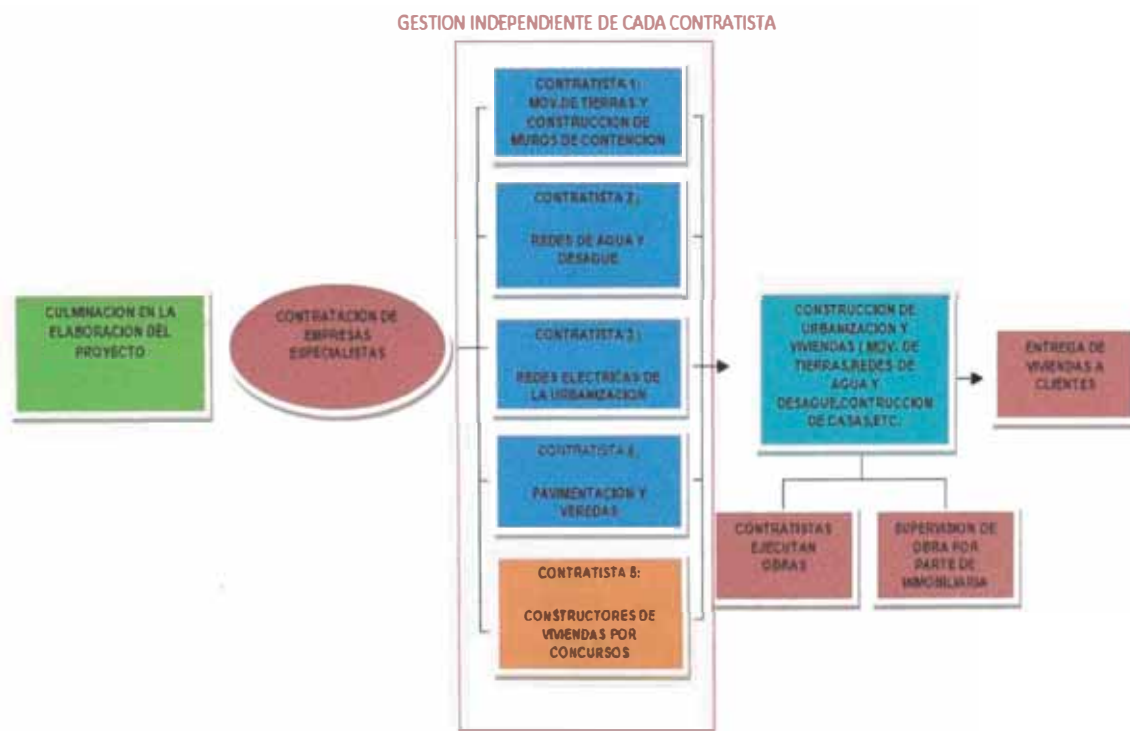 GESTION INDEPENDIENTE DE CADA CONTRATISTA
CONTRATISTA 1:
MOV.DE TIERRAS Y
CONSTRUCCION DE
MUROS DE CONTENCION
CONTRATISTA 2:
REDES DE AGUA Y
DESAGUE
CONTRATISTA 3:
REDES ELECTRICAS DE
LA URBANIZACION
CONTRATISTA 4:
PAVIMENTACION Y
VEREDAS
CONTRATISTA 5:
CONSTRUCTORES DE
VIVIENDAS POR
CONCURSOS
CULMINACION EN LA
ELABORACION DEL
PROYECTO
CONTRATACION DE
EMPRESAS
ESPECIALISTAS
CONSTRUCCION DE
URBANIZACION Y
VIVIENDAS ( MOV. DE
TIERRAS,REDES DE
AGUA Y
DESAGUE,CONTRUCCION
DE CASAS,ETC.
ENTREGA DE
VIVIENDAS A
CLIENTES
CONTRATISTAS
EJECUTAN
OBRAS
SUPERVISION DE
OBRA POR
PARTE DE
INMOBILIARIA